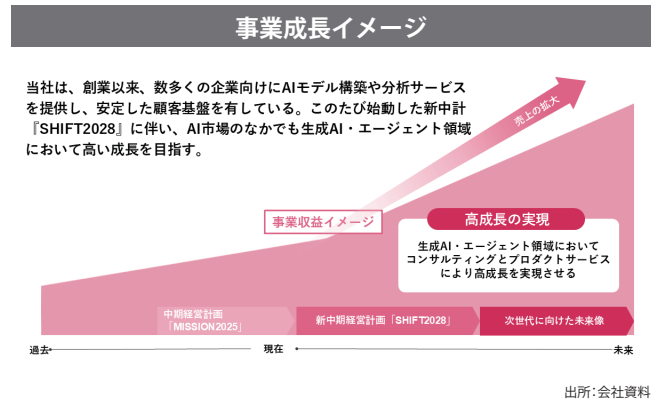 事業成長イメージ
当社は、創業以来、数多くの企業向けにAIモデル構築や分析サービス
を提供し、安定した顧客基盤を有している。このたび始動した新中計
『SHIFT2028』に伴い、AI市場のなかでも生成AI・エージェント領域
において高い成長を目指す。
売上の拡大
事業収益イメージ
高成長の実現
生成AI・エージェント領域において
コンサルティングとプロダクトサービス
により高成長を実現させる
中期経営計画
「MISSION2025」
新中期経営計画「SHIFT2028」
次世代に向けた未来像
過去
現在
未来
出所：会社資料